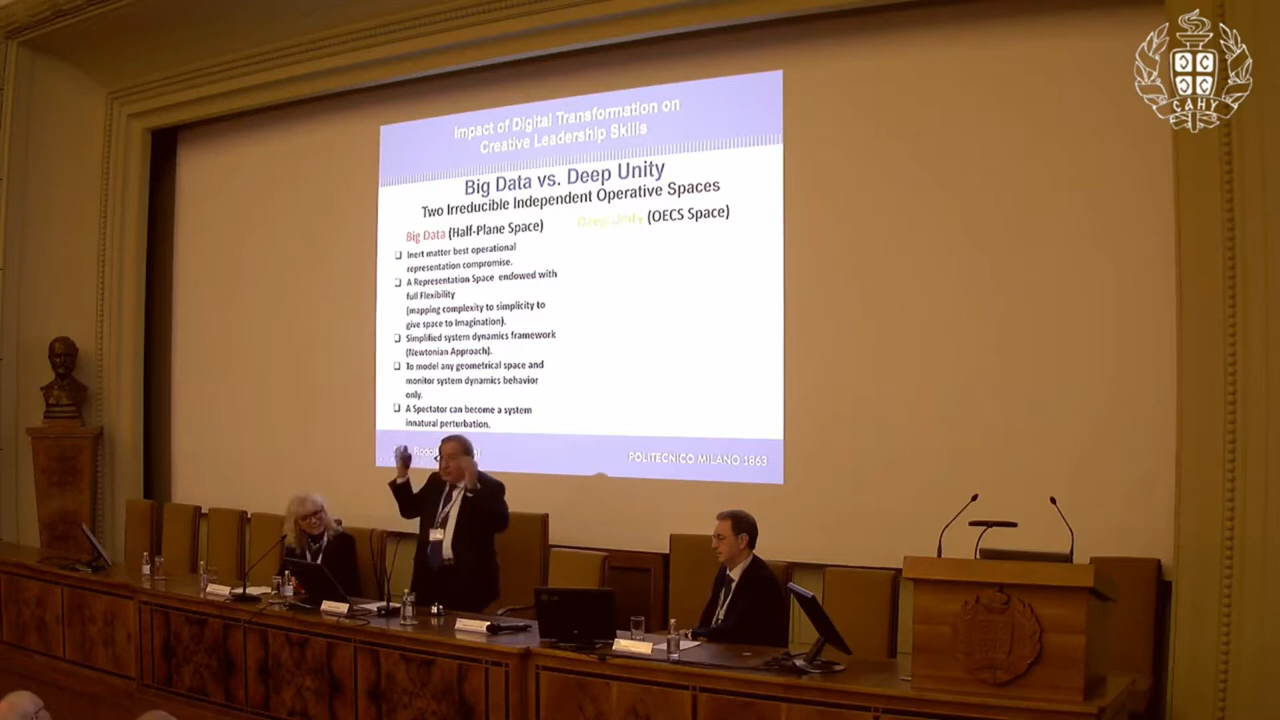 Impact of Digital Transformation on
Creative Leadership Skills
Big Data vs. Deep Unity
Two Irreducible Independent Operative Spaces
Big Data (Half-Plane Space)
Deep Unity (OECS Space)
Inert matter best operational
representation compromise.
A Representation Space endowed with
full Flexibility
(mapping complexity to simplicity to
give space to Imagination).
Simplified system dynamics framework
(Newtonian Approach).
To model any geometrical space and
monitor system dynamics behavior
only.
A Spectator can become a system
innatural perturbation.
POLITECNICO MILANO 1863
САНУ